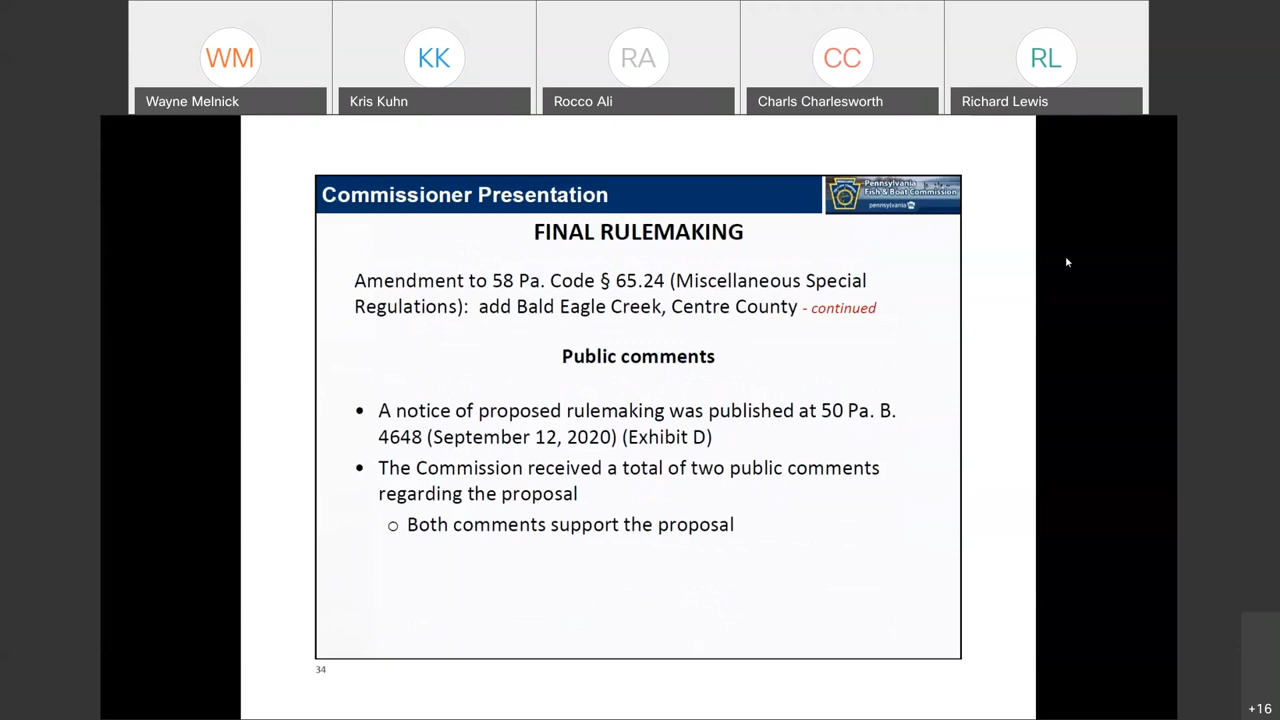 WM
KK
RA
CC
RL
Wayne Melnick
Kris Kuhn
Rocco Ali
Charls Charlesworth
Richard Lewis
Commissioner Presentation
Pennsylvania
Fish & Boat Commission
pennsylvania
FINAL RULEMAKING
Amendment to 58 Pa. Code § 65.24 (Miscellaneous Special
Regulations): add Bald Eagle Creek, Centre County - continued
Public comments
• A notice of proposed rulemaking was published at 50 Pa. B.
4648 (September 12, 2020) (Exhibit D)
• The Commission received a total of two public comments
regarding the proposal
○ Both comments support the proposal
34
+16